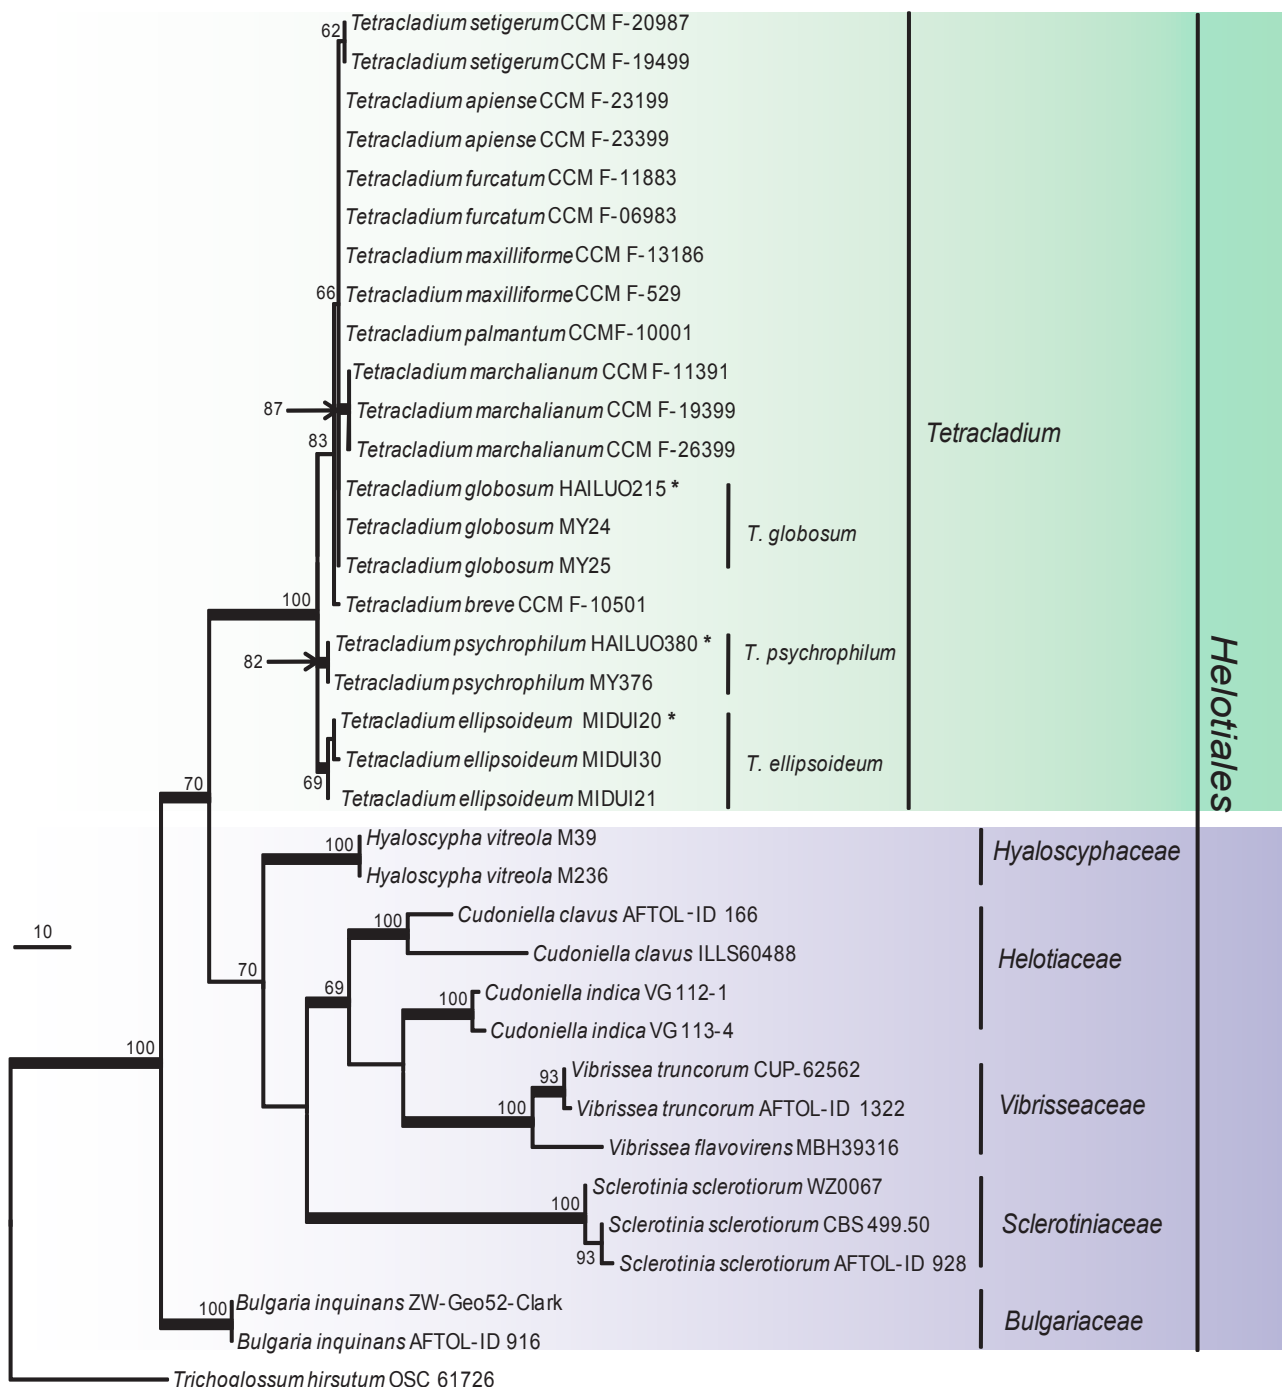 62
Tetracladium setigerum CCM F-20987
Tetracladium setigerum CCM F-19499
Tetracladium apiense CCM F-23199
Tetracladium apiense CCM F-23399
Tetracladium furcatum CCM F-11883
Tetracladium furcatum CCM F-06983
Tetracladium maxilliforme CCM F-13186
Tetracladium maxilliforme CCM F-529
66
Tetracladium palmantum CCMF-10001
Tetracladium marchalianum CCM F-11391
87
Tetracladium marchalianum CCM F-19399
83
Tetracladium marchalianum CCM F-26399
Tetracladium
Tetracladium globosum HAILUO215 *
Tetracladium globosum MY24
T. globosum
Tetracladium globosum MY25
100
Tetracladium breve CCM F-10501
Tetracladium psychrophilum HAILUO380 *
82
T. psychrophilum
Tetracladium psychrophilum MY376
Tetracladium ellipsoideum MIDUI20 *
Tetracladium ellipsoideum MIDUI30
T. ellipsoideum
69
Tetracladium ellipsoideum MIDUI21
Helotiales
70
100
Hyaloscypha vitreola M39
Hyaloscyphaceae
Hyaloscypha vitreola M236
100
Cudoniella clavus AFTOL-ID 166
10
Cudoniella clavus ILLS60488
Helotiaceae
70
69
100
Cudoniella indica VG 112-1
Cudoniella indica VG 113-4
100
93
Vibrissea truncorum CUP-62562
100
Vibrissea truncorum AFTOL-ID 1322
Vibrisseaceae
Vibrissea flavovirens MBH39316
100
Sclerotinia sclerotiorum WZ0067
Sclerotinia sclerotiorum CBS 499.50
Sclerotiniaceae
93
Sclerotinia sclerotiorum AFTOL-ID 928
100
Bulgaria inquinans ZW-Geo52-Clark
Bulgariaceae
Bulgaria inquinans AFTOL-ID 916
Trichoglossum hirsutum OSC 61726